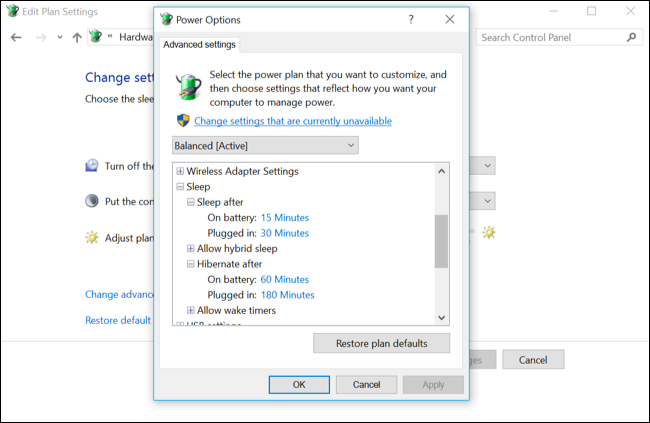 Edit Plan Settings
Hardwa
Search Control Panel
Change set
Choose the slee
Turn off the
Put the con
Adjust plan
Change advanc
Restore default
Cancel
Power Options
?
Advanced settings
Select the power plan that you want to customize, and
then choose settings that reflect how you want your
computer to manage power.
Change settings that are currently unavailable
Balanced [Active]
Wireless Adapter Settings
Sleep
Sleep after
On battery: 15 Minutes
Plugged in: 30 Minutes
Allow hybrid sleep
Hibernate after
On battery: 60 Minutes
Plugged in: 180 Minutes
Allow wake timers
USB settings
Restore plan defaults
OK
Cancel
Apply